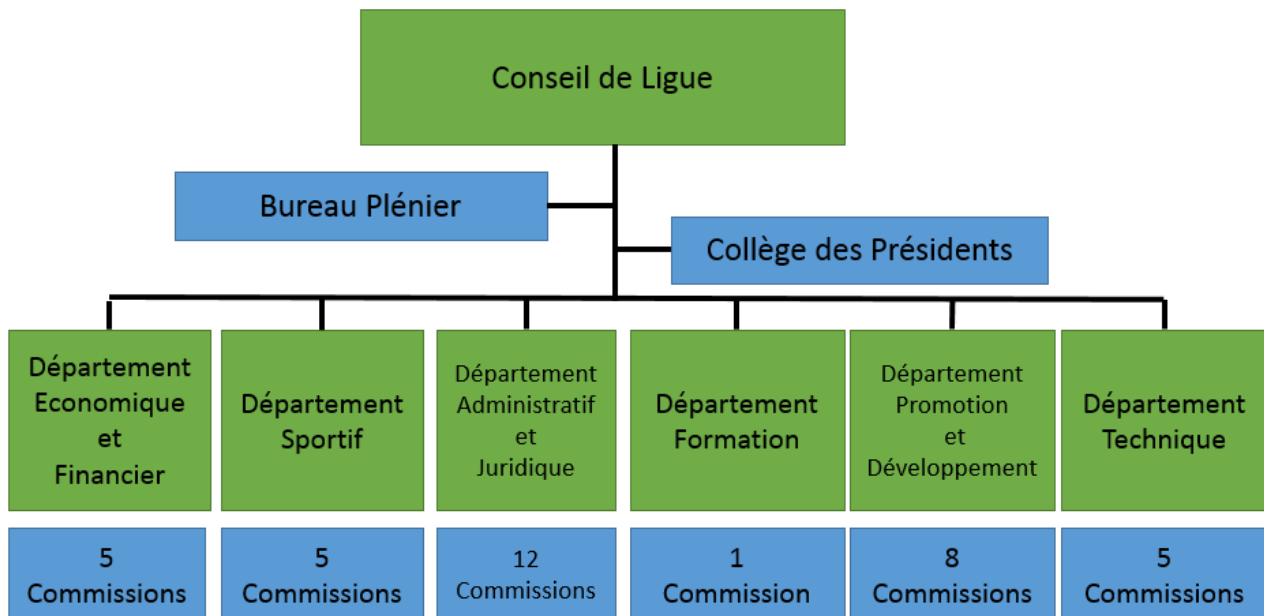 Conseil de Ligue
Bureau Plénier
Collège des Présidents
Département
Economique
et
Financier
Département
Sportif
Département
Administratif
et
Juridique
Département
Formation
Département
Promotion
et
Développement
Département
Technique
5
Commissions
5
Commissions
12
Commissions
1
Commission
8
Commissions
5
Commissions